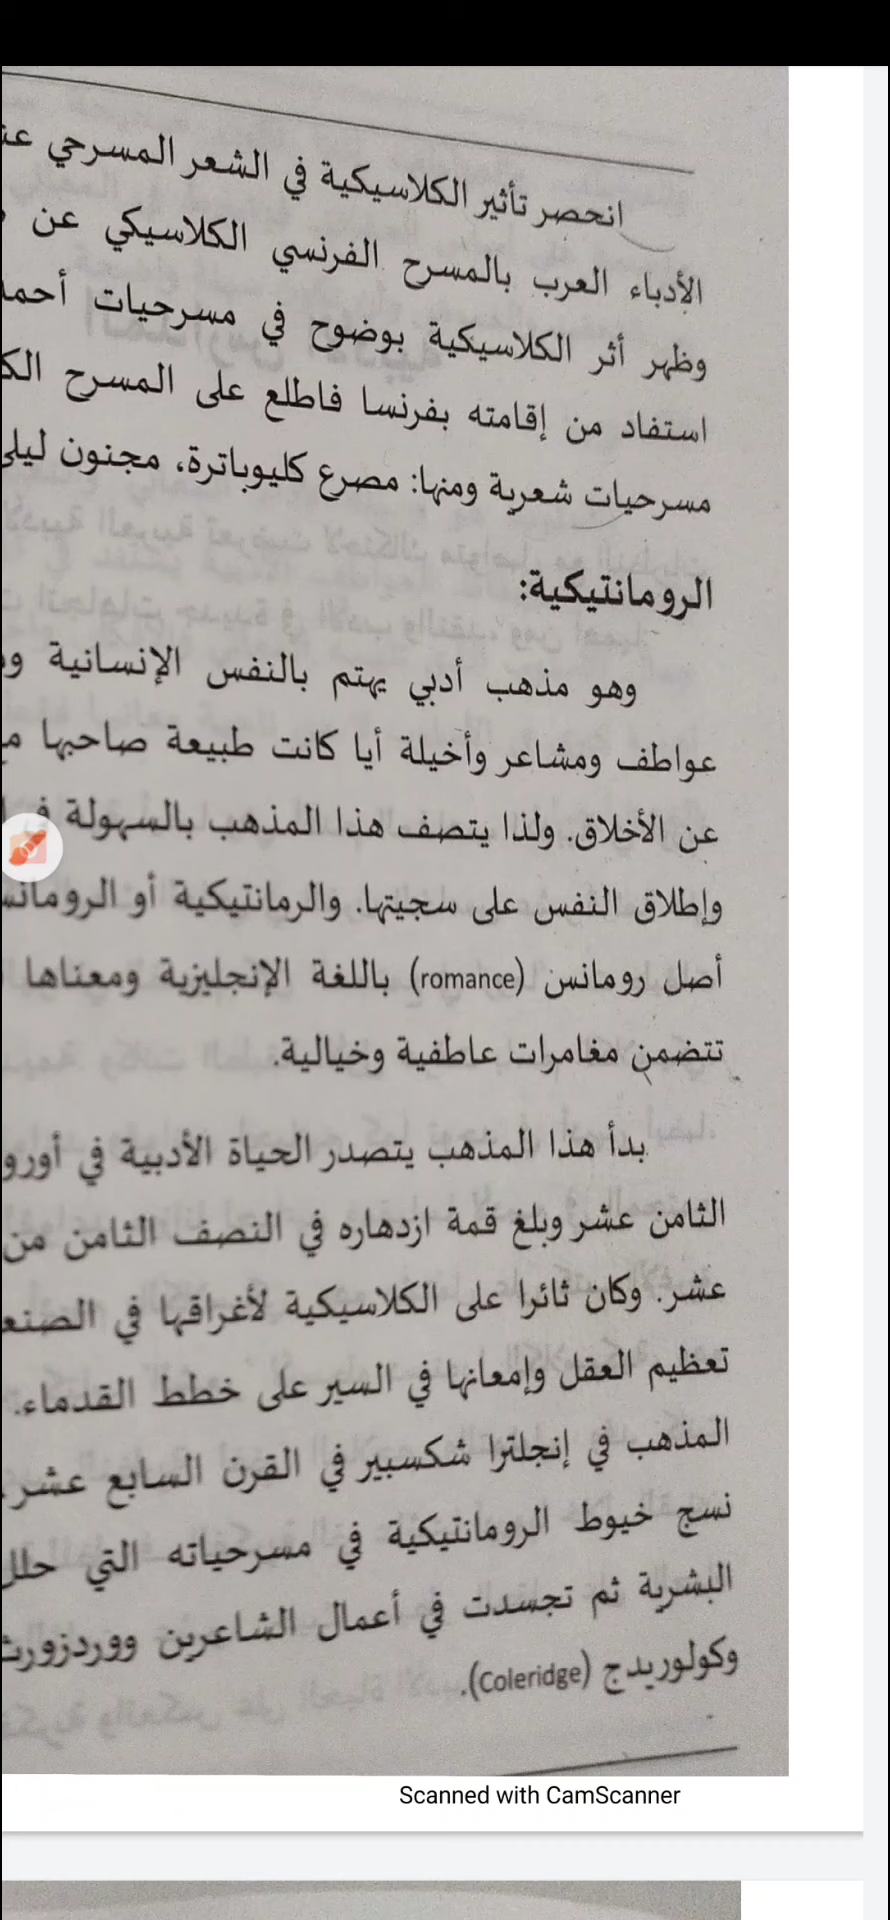 انحصر تأثير الكلاسيكية في الشعر المسرحي
الأدباء العرب بالمسرح الفرنسي الكلاسيكي عن
وظهر أثر الكلاسيكية بوضوح في مسرحيات
استفاد من إقامته بفرنسا فاطلع على المسرح
مسرحيات شعرية ومنها: مصرع كليوباترة، مجنون ليلى
الرومانتيكية:
وهو مذهب أدبي يهتم بالنفس الإنسانية
عواطف ومشاعر وأخيلة أيا كانت طبيعة صاحبها
عن الأخلاق. ولذا يتصف هذا المذهب بالسهولة
وإطلاق النفس على سجيتها. والرمانتيكية أو
أصل رومانس (romance) باللغة الإنجليزية ومعناها
تتضمن مغامرات عاطفية وخيالية.
بدأ هذا المذهب يتصدر الحياة الأدبية في
الثامن عشر وبلغ قمة ازدهاره في النصف الثامن من
عشر. وكان ثائرا على الكلاسيكية لأغراقها في
تعظيم العقل وإمعانها في السير على خطط القدماء.
المذهب في إنجلترا شكسبير في القرن السابع عشر
نسج خيوط الرومانتيكية في مسرحياته التي
البشرية ثم تجسدت في أعمال الشاعرين
وكولوريدج (Coleridge).
Scanned with CamScanner